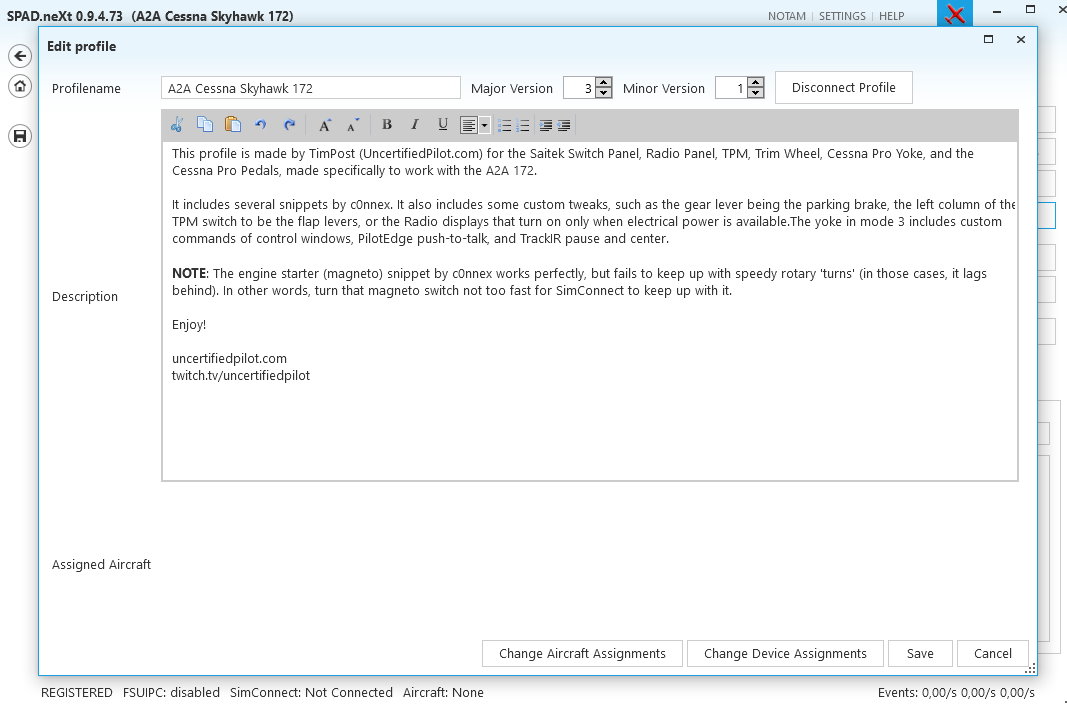 SPAD.neXt 0.9.4.73 (A2A Cessna Skyhawk 172)
NOTAM | SETTINGS | HELP
Edit profile
Profilename
A2A Cessna Skyhawk 172
Major Version
3
Minor Version
1
Disconnect Profile
A A B I U
This profile is made by TimPost (UncertifiedPilot.com) for the Saitek Switch Panel, Radio Panel, TPM, Trim Wheel, Cessna Pro Yoke, and the
Cessna Pro Pedals, made specifically to work with the A2A 172.
It includes several snippets by c0nnex. It also includes some custom tweaks, such as the gear lever being the parking brake, the left column of the
TPM switch to be the flap levers, or the Radio displays that turn on only when electrical power is available.The yoke in mode 3 includes custom
commands of control windows, PilotEdge push-to-talk, and TrackIR pause and center.
NOTE: The engine starter (magneto) snippet by c0nnex works perfectly, but fails to keep up with speedy rotary 'turns' (in those cases, it lags
behind). In other words, turn that magneto switch not too fast for SimConnect to keep up with it.
Description
Enjoy!
uncertifiedpilot.com
twitch.tv/uncertifiedpilot
Assigned Aircraft
Change Aircraft Assignments
Change Device Assignments
Save
Cancel
REGISTERED FSUIPC: disabled SimConnect: Not Connected Aircraft: None
Events: 0,00/s 0,00/s 0,00/s